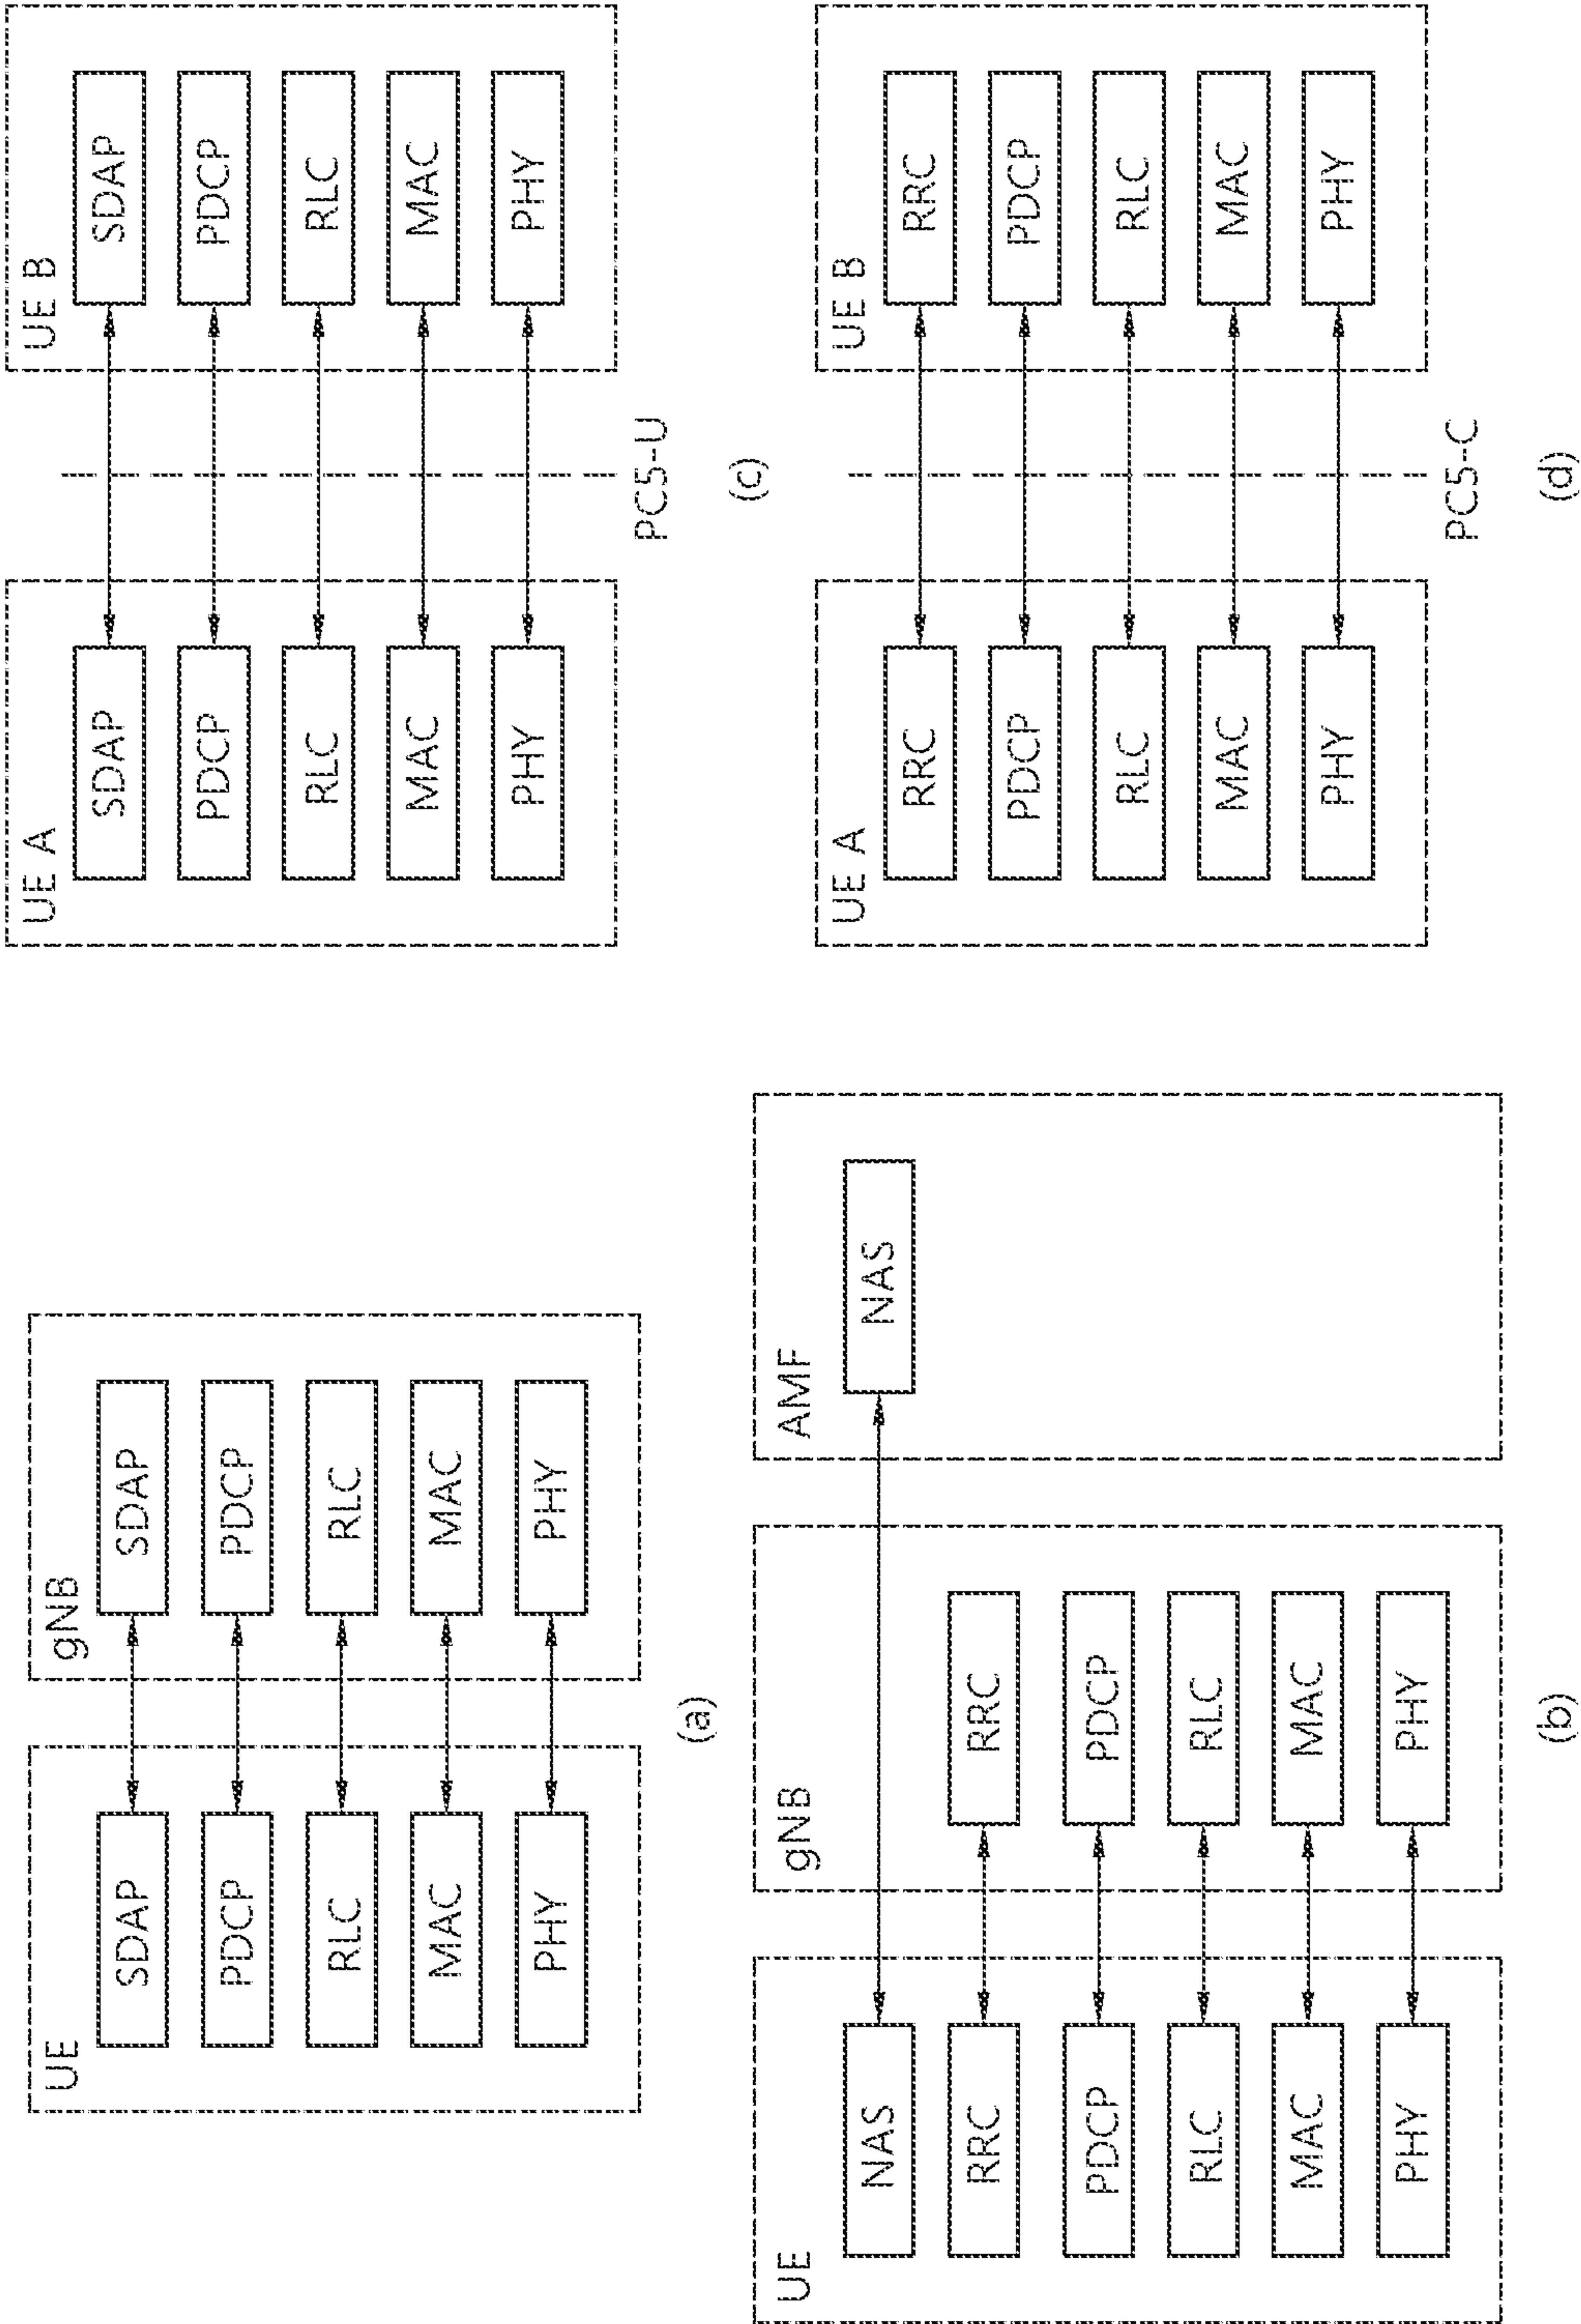 UE
gNB
SDAP
SDAP
PDCP
PDCP
RLC
RLC
MAC
MAC
PHY
PHY
(a)
UE
gNB
AMF
NAS
NAS
RRC
RRC
PDCP
PDCP
RLC
RLC
MAC
MAC
PHY
PHY
(b)
UE A
UE B
SDAP
SDAP
PDCP
PDCP
RLC
RLC
MAC
MAC
PHY
PHY
PC5-U
(c)
UE A
UE B
RRC
RRC
PDCP
PDCP
RLC
RLC
MAC
MAC
PHY
PHY
PC5-C
(d)